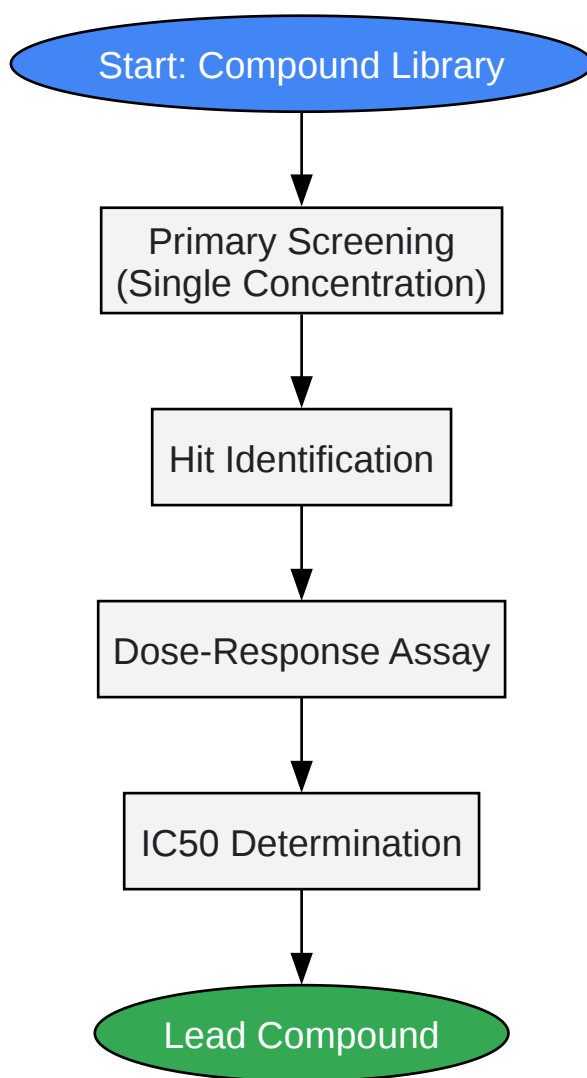 Start: Compound Library
Primary Screening
(Single Concentration)
Hit Identification
Dose-Response Assay
IC50 Determination
Lead Compound